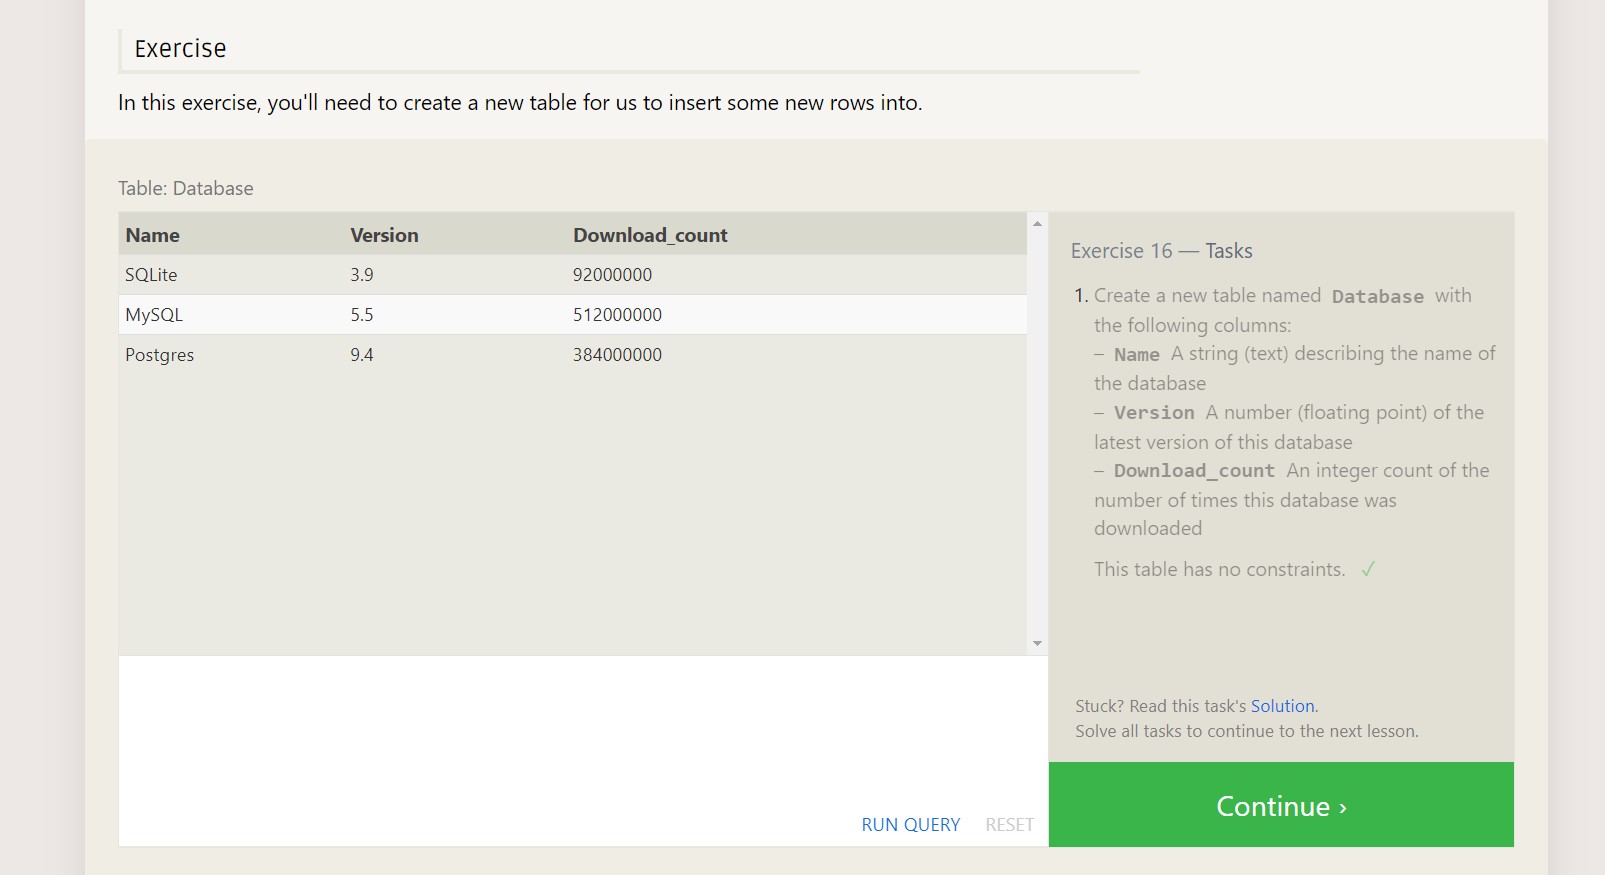 Exercise
In this exercise, you'll need to create a new table for us to insert some new rows into.
Table: Database
Name Version Download_count
SQLite 3.9 92000000
MySQL 5.5 512000000
Postgres 9.4 384000000
RUN QUERY RESET
Exercise 16 — Tasks
1. Create a new table named Database with
the following columns:
– Name A string (text) describing the name of
the database
– Version A number (floating point) of the
latest version of this database
– Download_count An integer count of the
number of times this database was
downloaded
This table has no constraints. ✓
Stuck? Read this task's Solution.
Solve all tasks to continue to the next lesson.
Continue ›